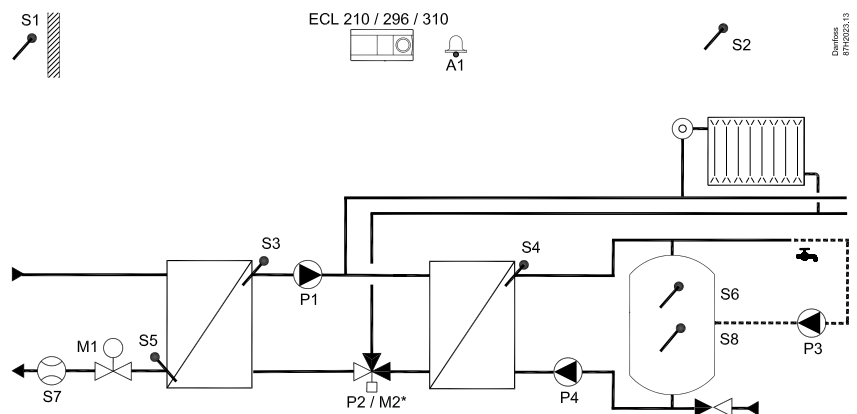 S1
ECL 210 / 296 / 310
A1
S2
Danfoss
87H2023.13
S3
P1
S4
S6
S8
P3
M1
S5
S7
P2 / M2*
P4